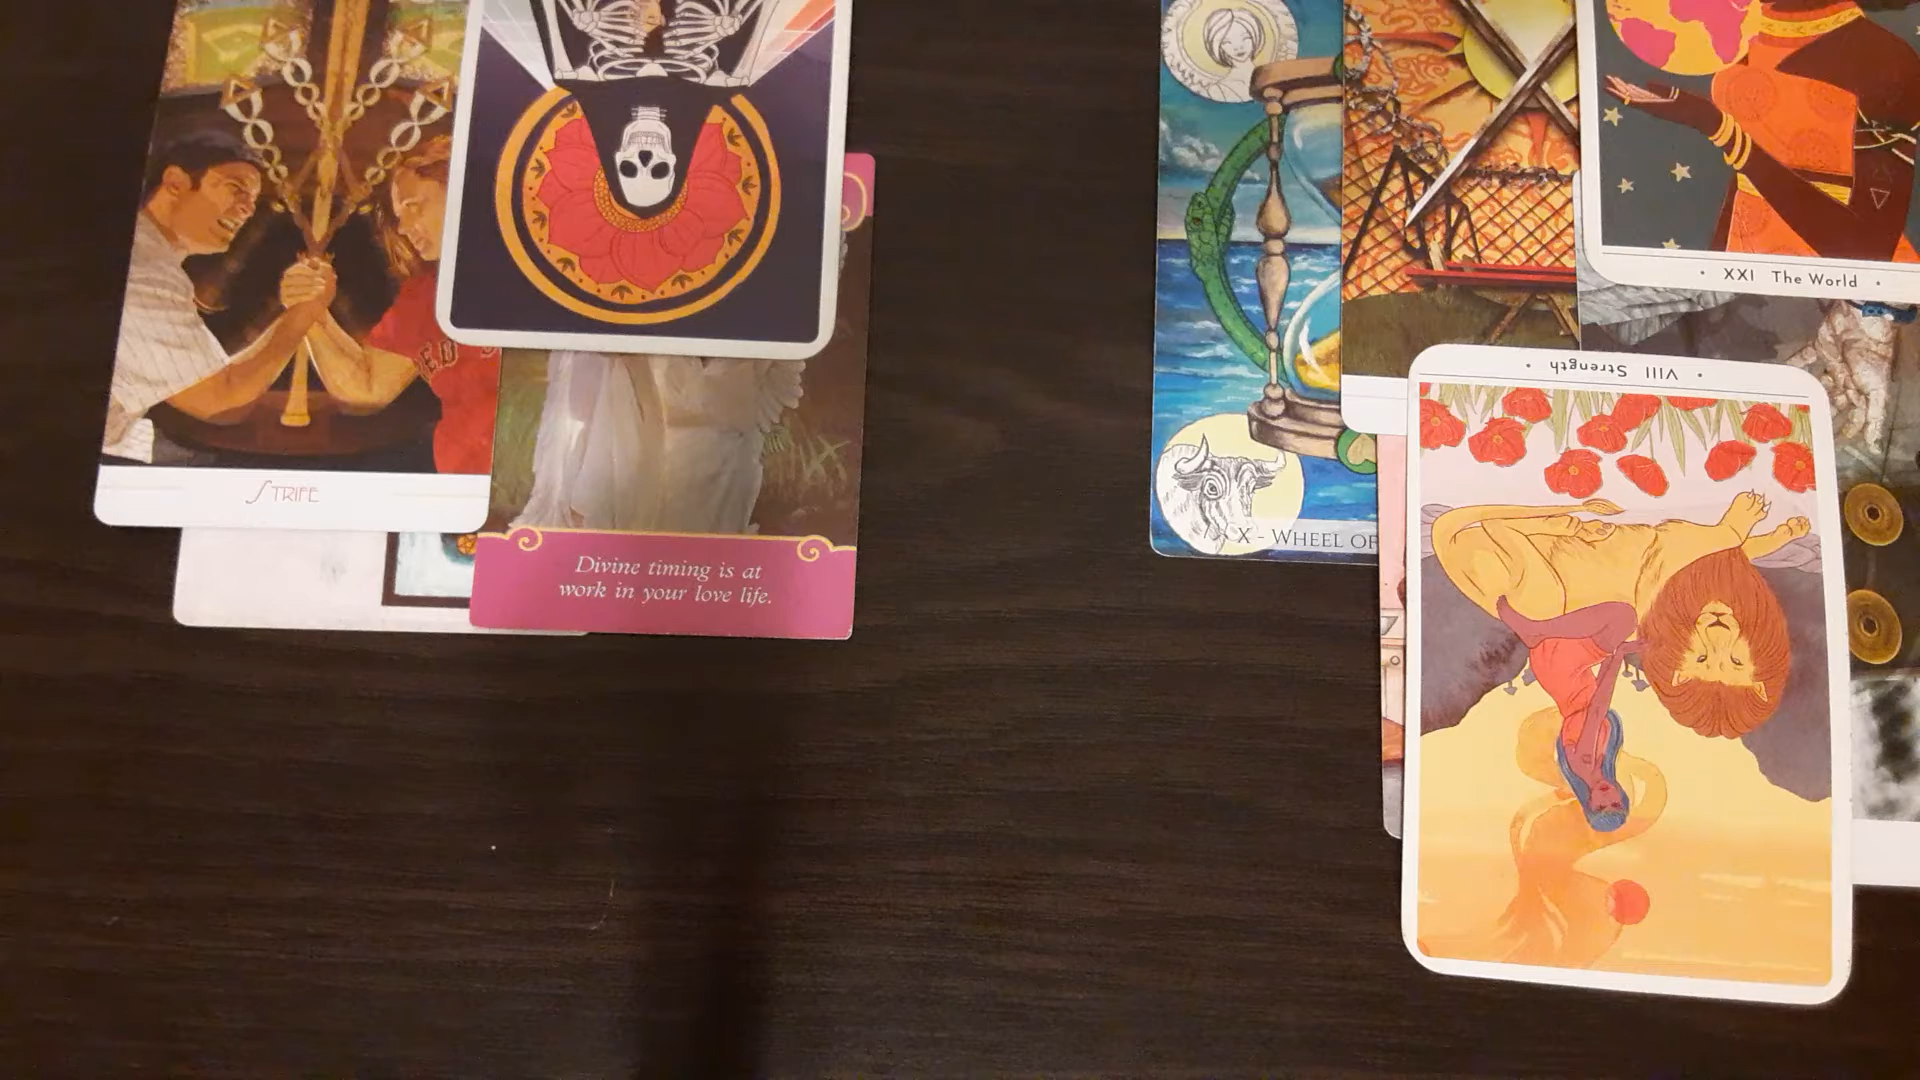 STRIFE
Divine timing is at
work in your love life.
X - WHEEL OF
• XXI The World •
• VIII Strength •